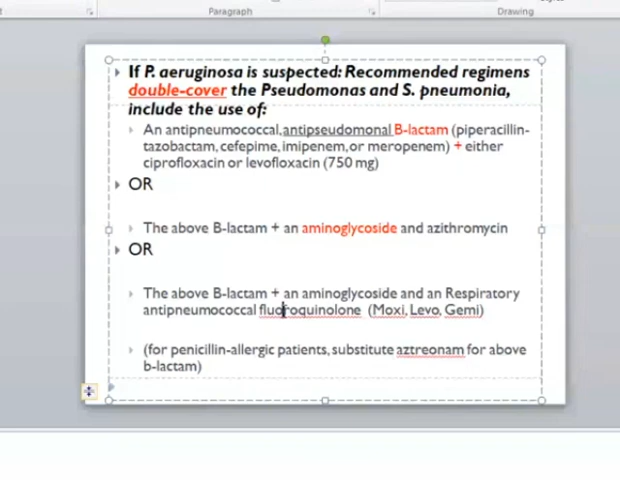 Paragraph
Drawing
If P. aeruginosa is suspected: Recommended regimens
double-cover the Pseudomonas and S. pneumonia,
include the use of:
An antipneumococcal, antipseudomonal B-lactam (piperacillin-
tazobactam, cefepime, imipenem, or meropenem) + either
ciprofloxacin or levofloxacin (750 mg)
OR
The above B-lactam + an aminoglycoside and azithromycin
OR
The above B-lactam + an aminoglycoside and an Respiratory
antipneumococcal fluoroquinolone (Moxi, Levo, Gemi)
(for penicillin-allergic patients, substitute aztreonam for above
b-lactam)